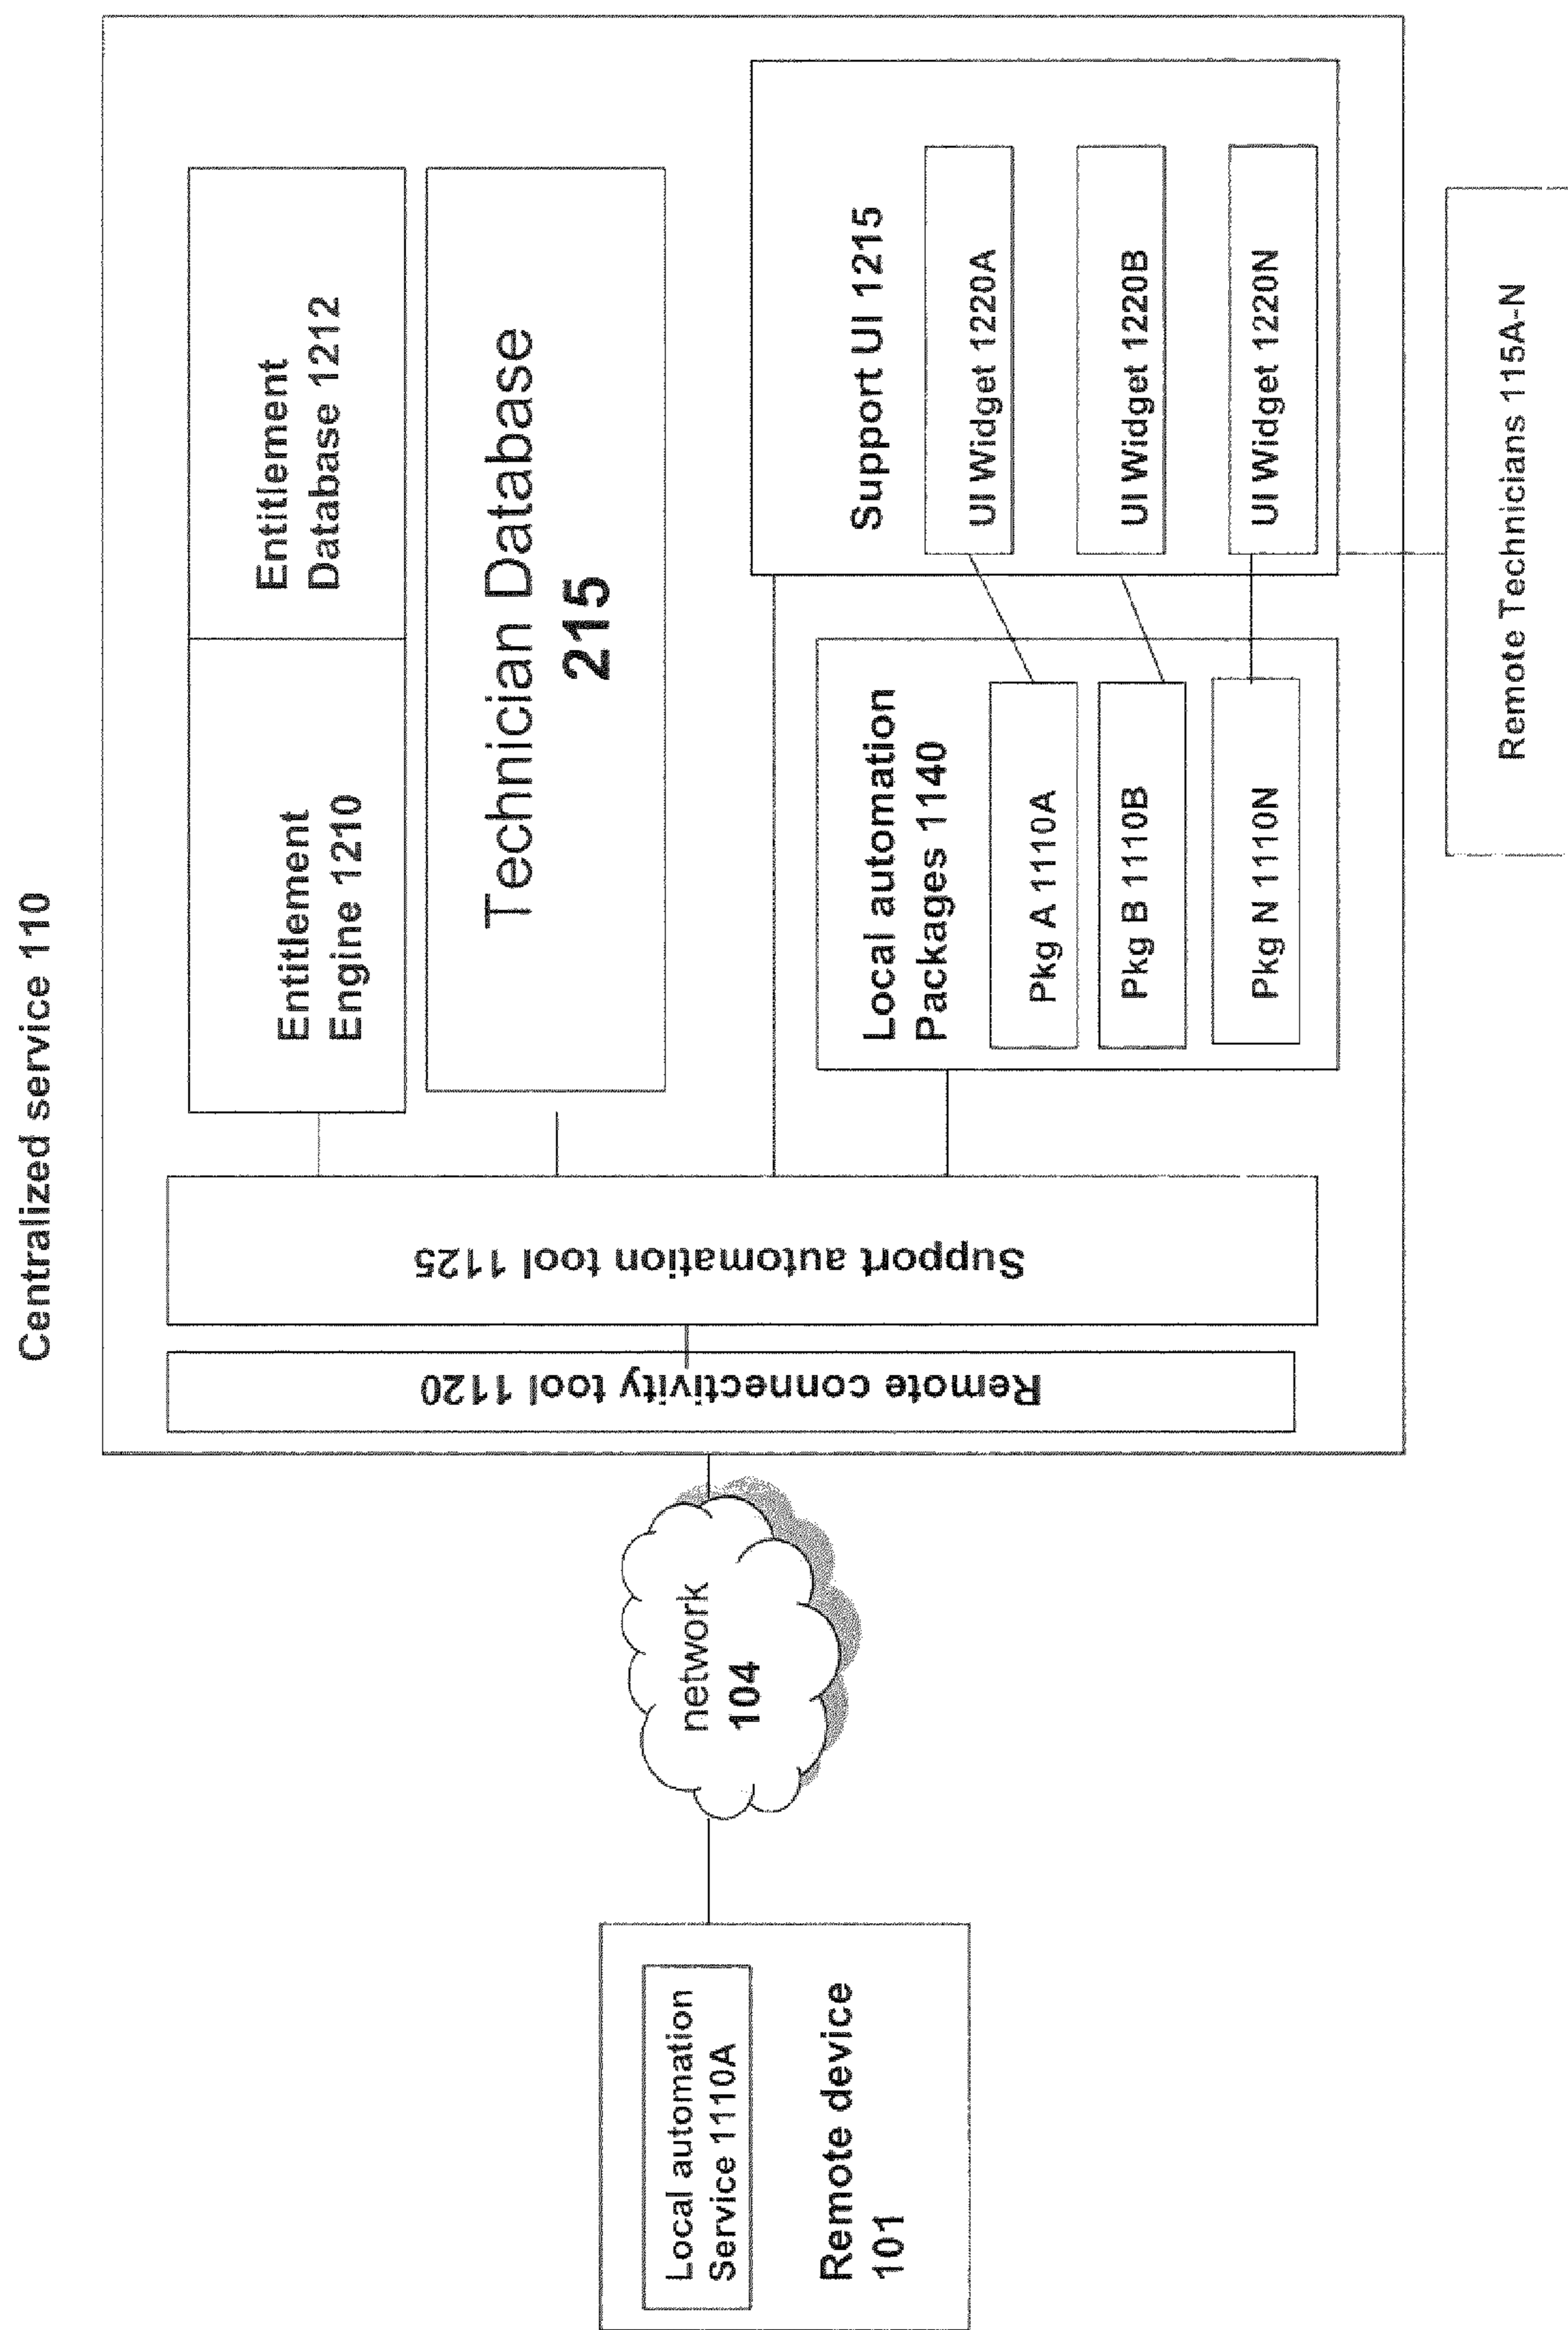 Centralized service 110
Entitlement
Engine 1210
Entitlement
Database 1212
Technician Database
215
Support automation tool 1125
Remote connectivity tool 1120
Local automation
Packages 1140
Pkg A 1110A
Pkg B 1110B
Pkg N 1110N
Support UI 1215
UI Widget 1220A
UI Widget 1220B
UI Widget 1220N
Remote Technicians 115A-N
network
104
Local automation
Service 1110A
Remote device
101